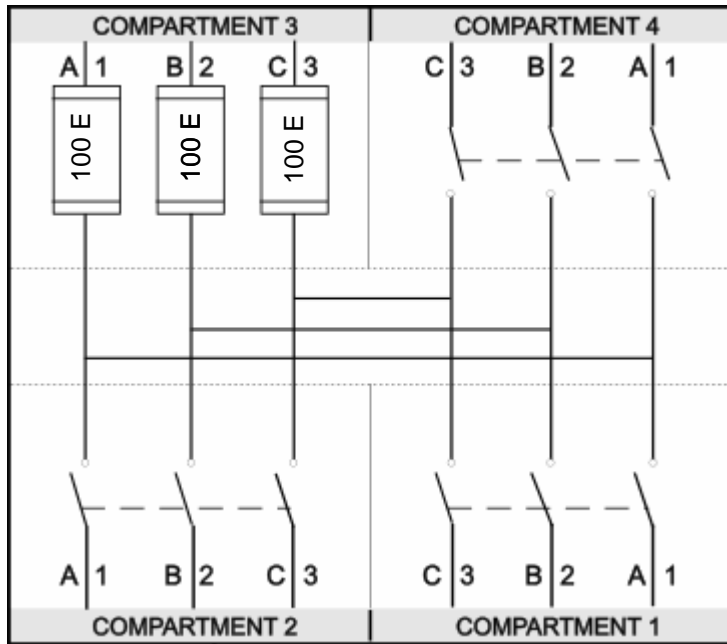 COMPARTMENT 3 COMPARTMENT 4
A 1 B 2 C 3 C 3 B 2 A 1
100 E 100 E 100 E
A 1 B 2 C 3 C 3 B 2 A 1
COMPARTMENT 2 COMPARTMENT 1